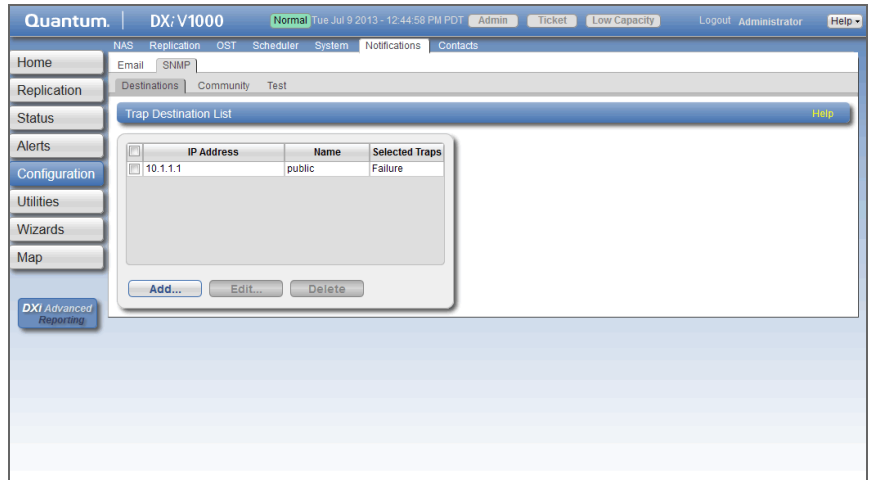 Quantum. DXi V1000 Normal Tue Jul 9 2013 - 12:44:58 PM PDT Admin Ticket Low Capacity Logout Administrator Help
NAS Replication OST Scheduler System Notifications Contacts
Home
Email SNMP
Replication
Destinations Community Test
Status
Trap Destination List Help
Alerts
IP Address Name Selected Traps
Configuration
10.1.1.1 public Failure
Utilities
Wizards
Map
Add... Edit... Delete
DXi Advanced
Reporting